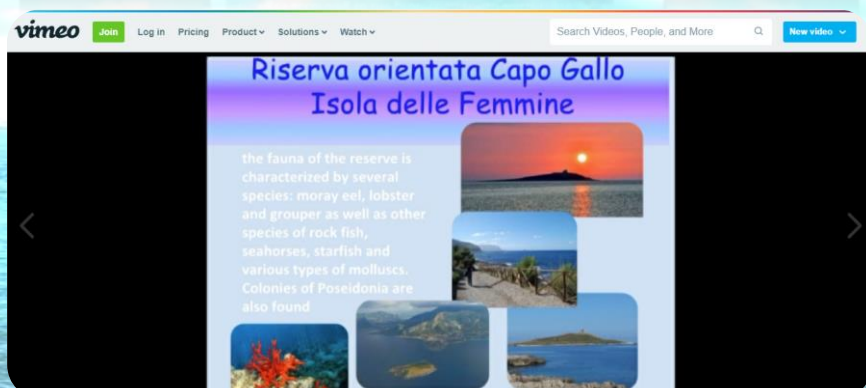 vimeo Join Log in Pricing Product Solutions Watch Search Videos, People, and More New video
Riserva orientata Capo Gallo
Isola delle Femmine
the fauna of the reserve is
characterized by several
species: moray eel, lobster
and grouper as well as other
species of rock fish,
seahorses, starfish and
various types of molluscs.
Colonies of Poseidonia are
also found